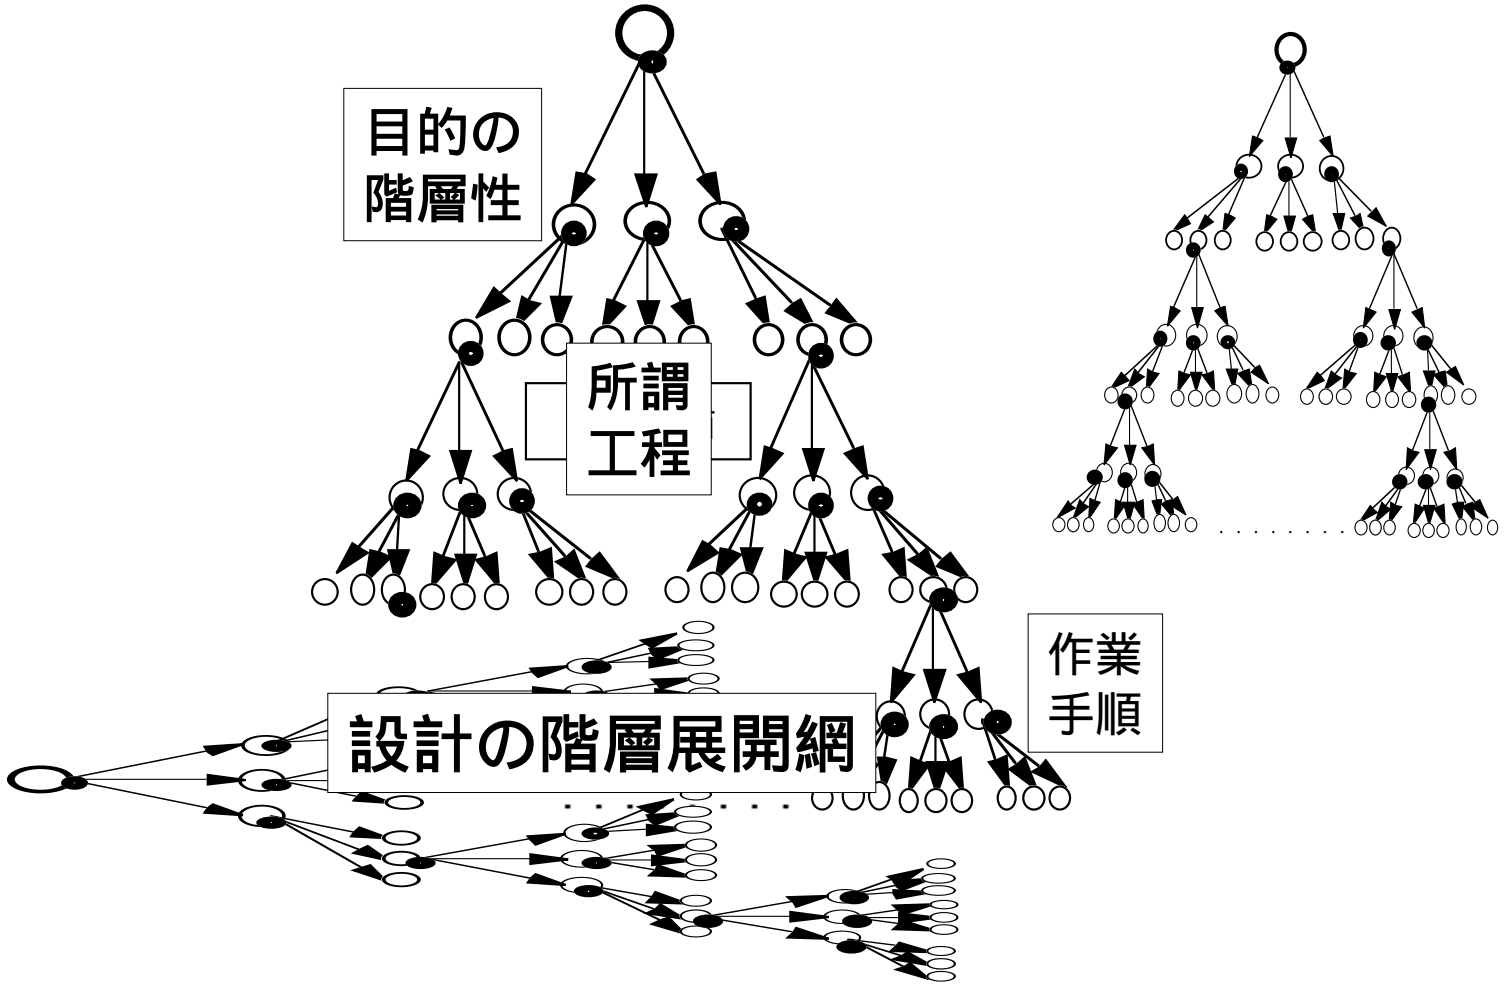 目的の
階層性
所謂
工程
作業
手順
設計の階層展開網